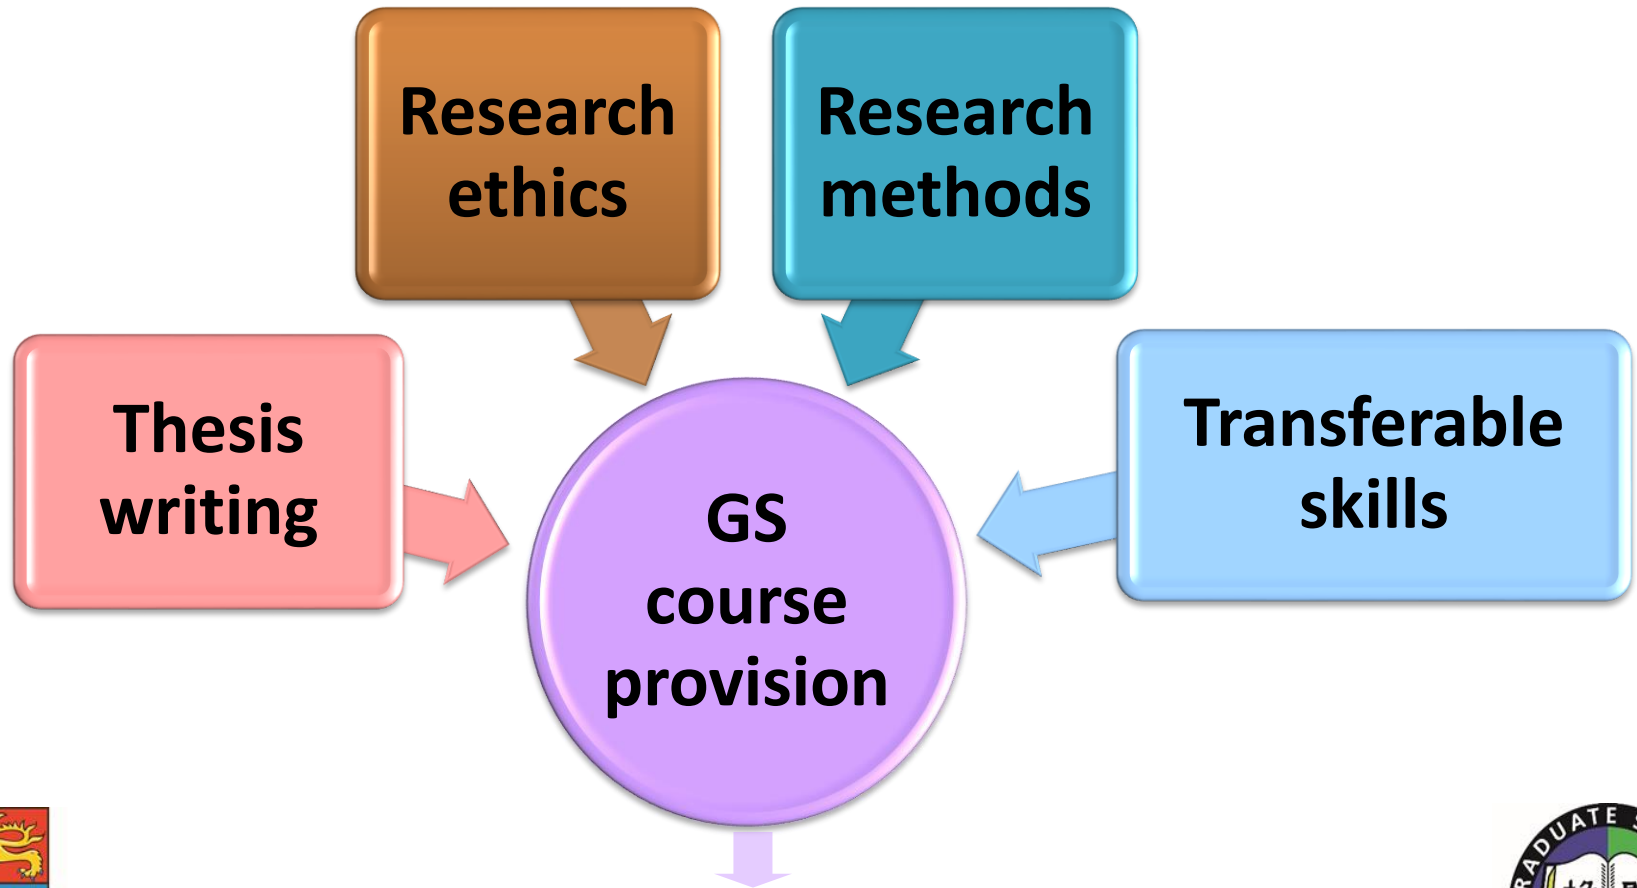 Research
ethics
Research
methods
Thesis
writing
Transferable
skills
GS
course
provision